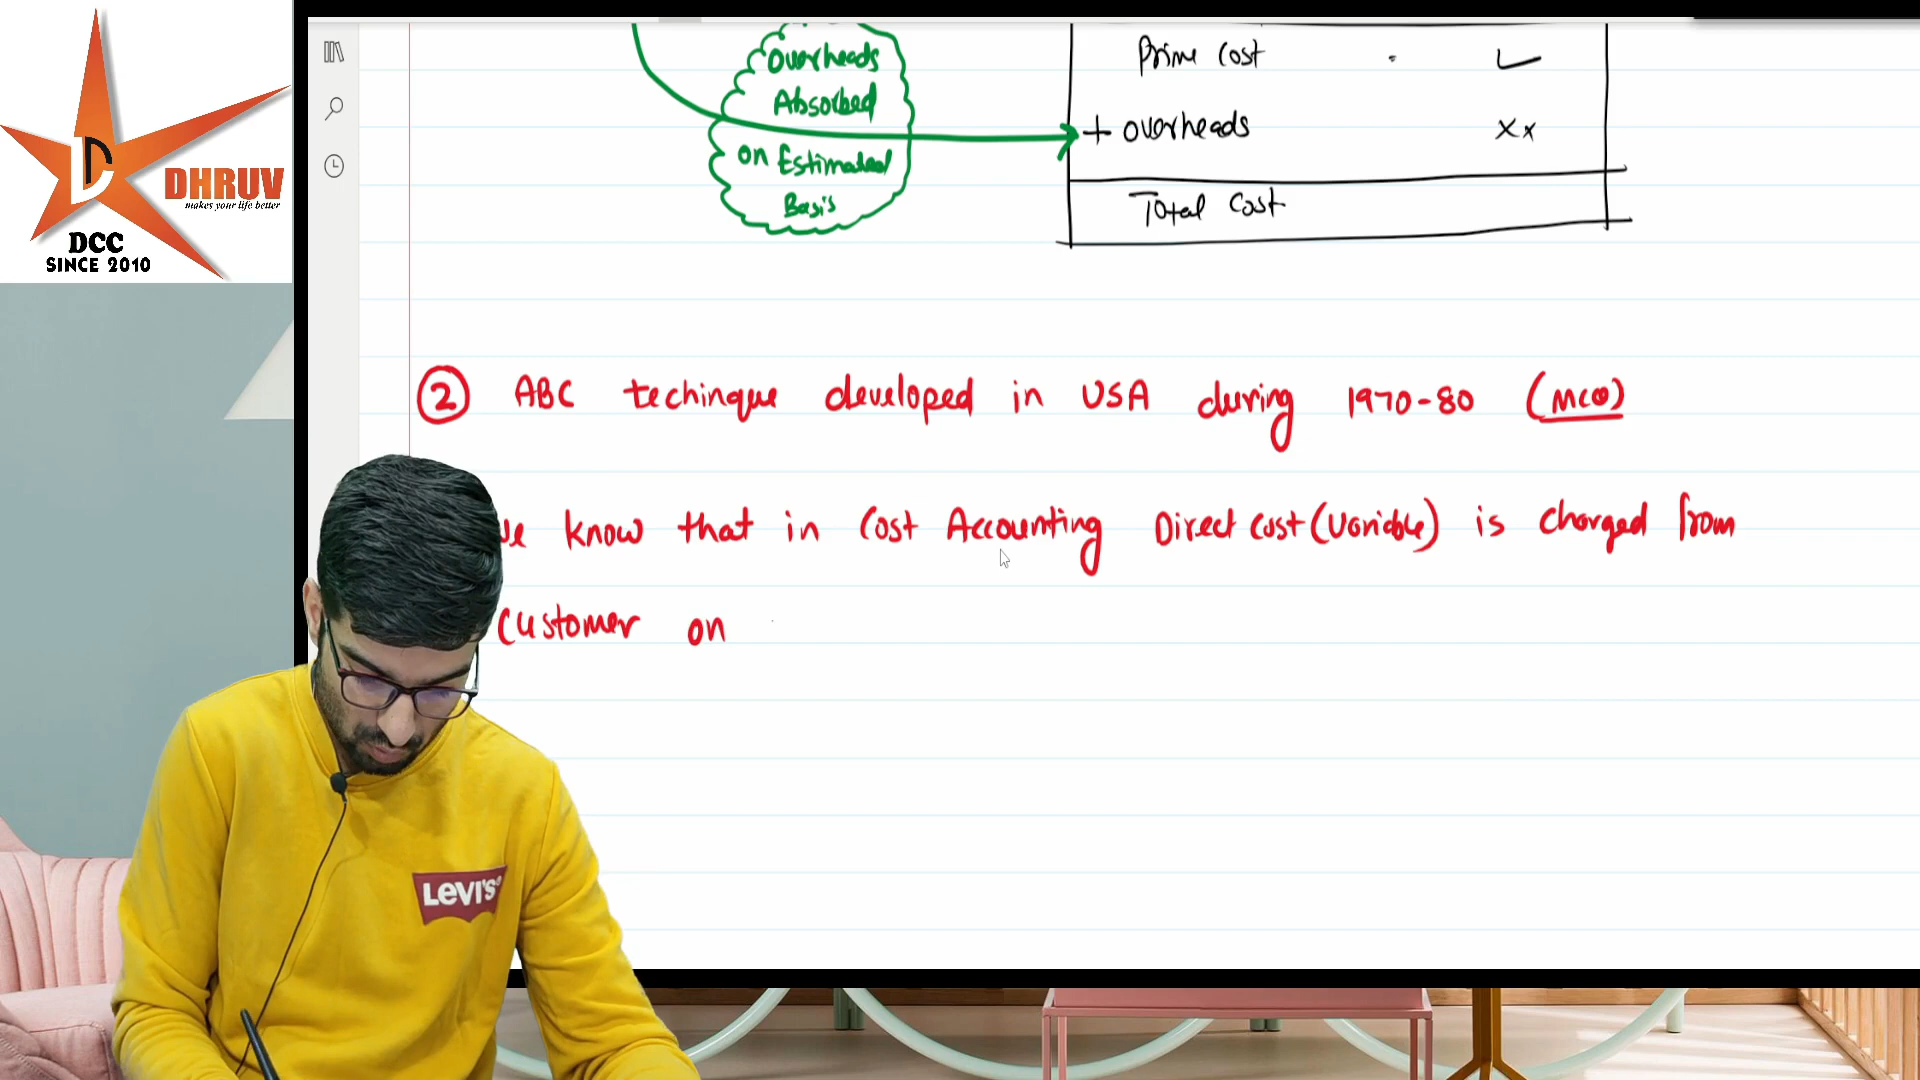 DHRUV
makes your life better
DCC
SINCE 2010
Overheads
Absorbed
on Estimated
Basis
Prime Cost
+ overheads xx
Total Cost
② ABC techinque developed in USA during 1970-80 (MCQ)
know that in Cost Accounting Direct cost (Variable) is charged from
customer on
LEVI'S